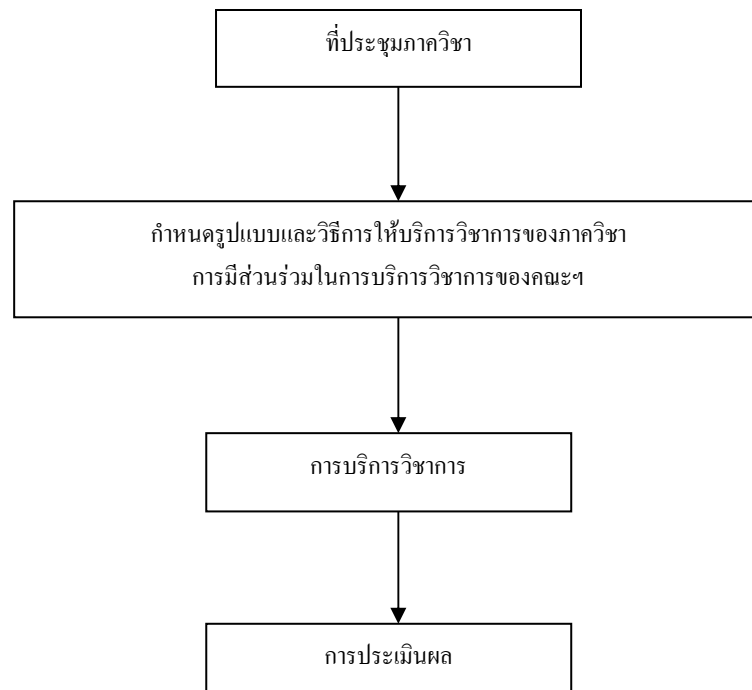 ที่ประชุมภาควิชา
กำหนดรูปแบบและวิธีการให้บริการวิชาการของภาควิชา
การมีส่วนร่วมในการบริการวิชาการของคณะฯ
การบริการวิชาการ
การประเมินผล